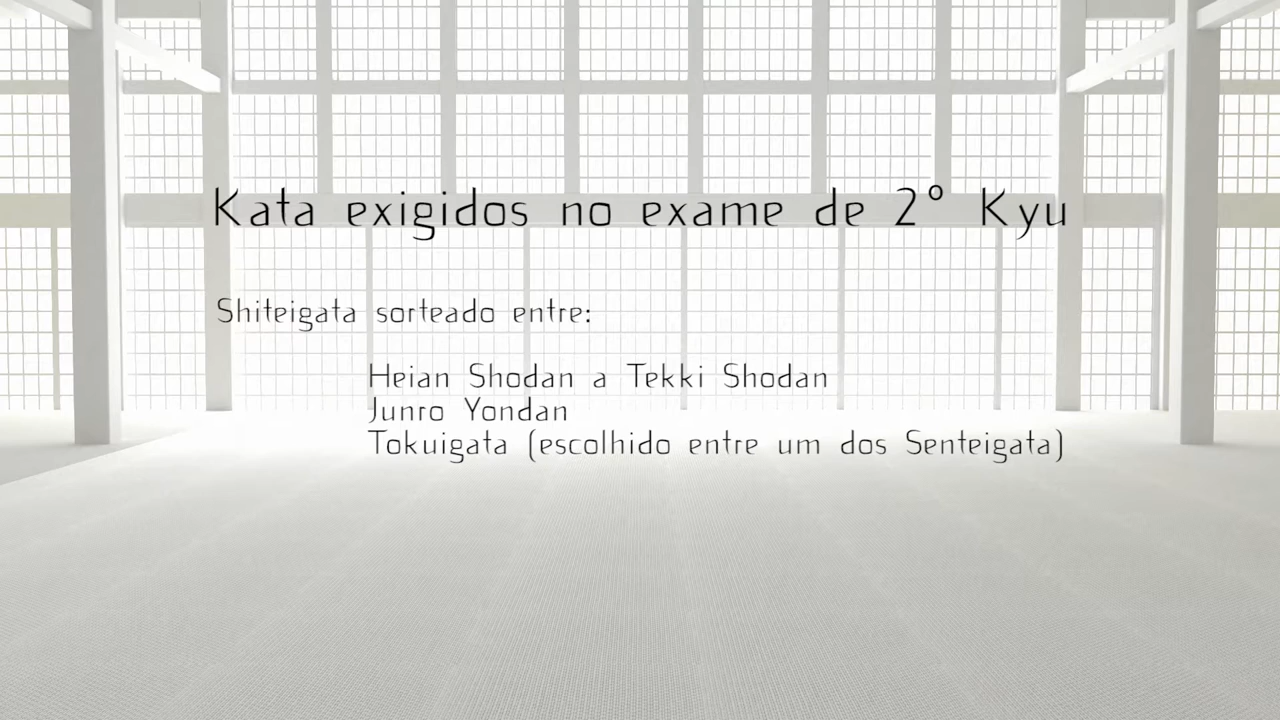 Kata exigidos no exame de 2° Kyu
Shiteigata sorteado entre:
Heian Shodan a Tekki Shodan
Junro Yondan
Tokuigata (escolhido entre um dos Senteigata)